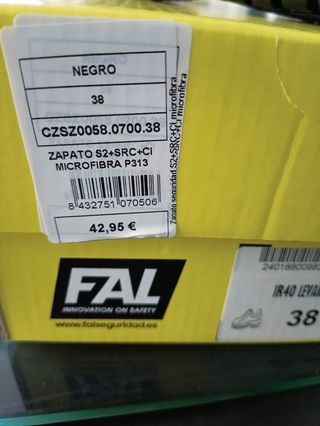 NEGRO
38
CZSZ0058.0700.38
ZAPATO S2+SRC+CI
MICROFIBRA P313
8 432751 070506
42,95 €
Zapato seguridad S2+SRC+CI microfibra
FAL
INNOVATION ON SAFETY
www.falseguridad.es
IR40
38